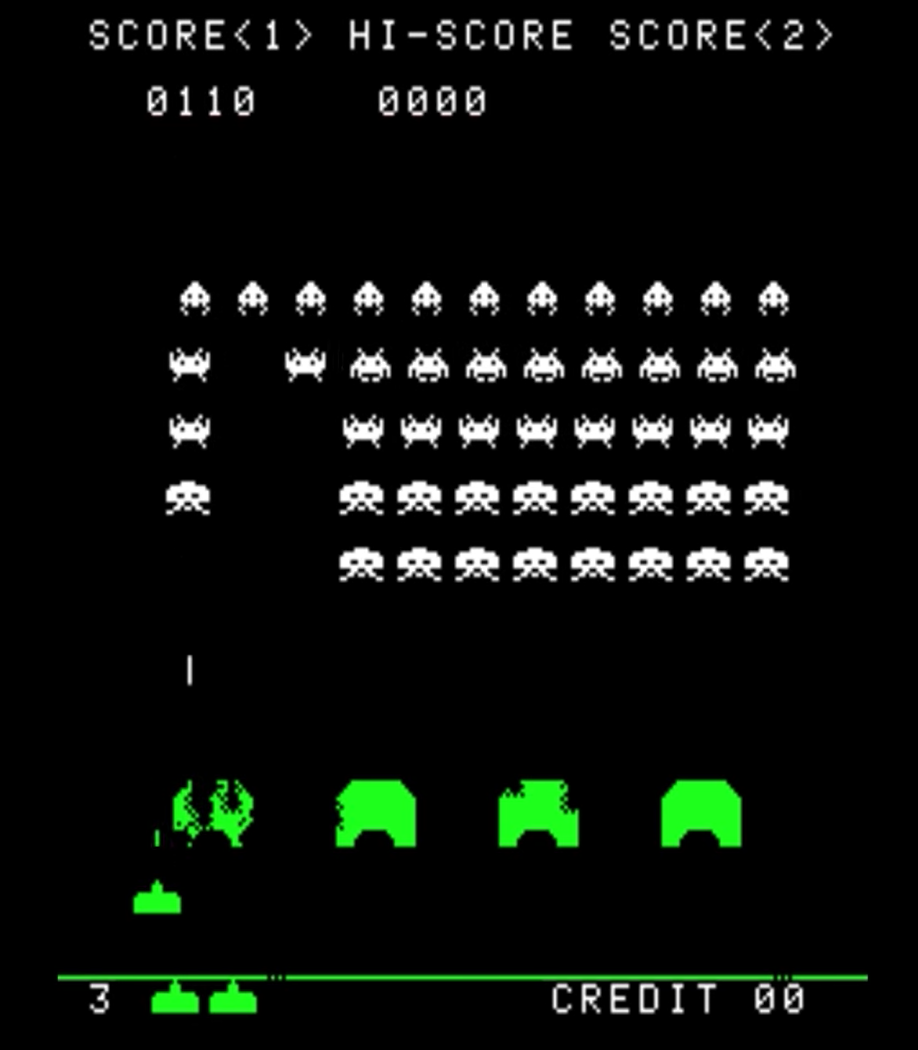 SCORE<1> HI-SCORE SCORE<2>
0110 0000
3 CREDIT 00